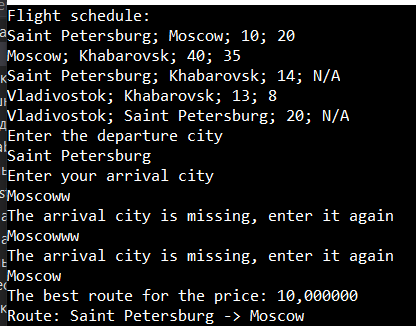 Flight schedule:
Saint Petersburg; Moscow; 10; 20
Moscow; Khabarovsk; 40; 35
Saint Petersburg; Khabarovsk; 14; N/A
Vladivostok; Khabarovsk; 13; 8
Vladivostok; Saint Petersburg; 20; N/A
Enter the departure city
Saint Petersburg
Enter your arrival city
Moscoww
The arrival city is missing, enter it again
Moscowww
The arrival city is missing, enter it again
Moscow
The best route for the price: 10,000000
Route: Saint Petersburg -> Moscow